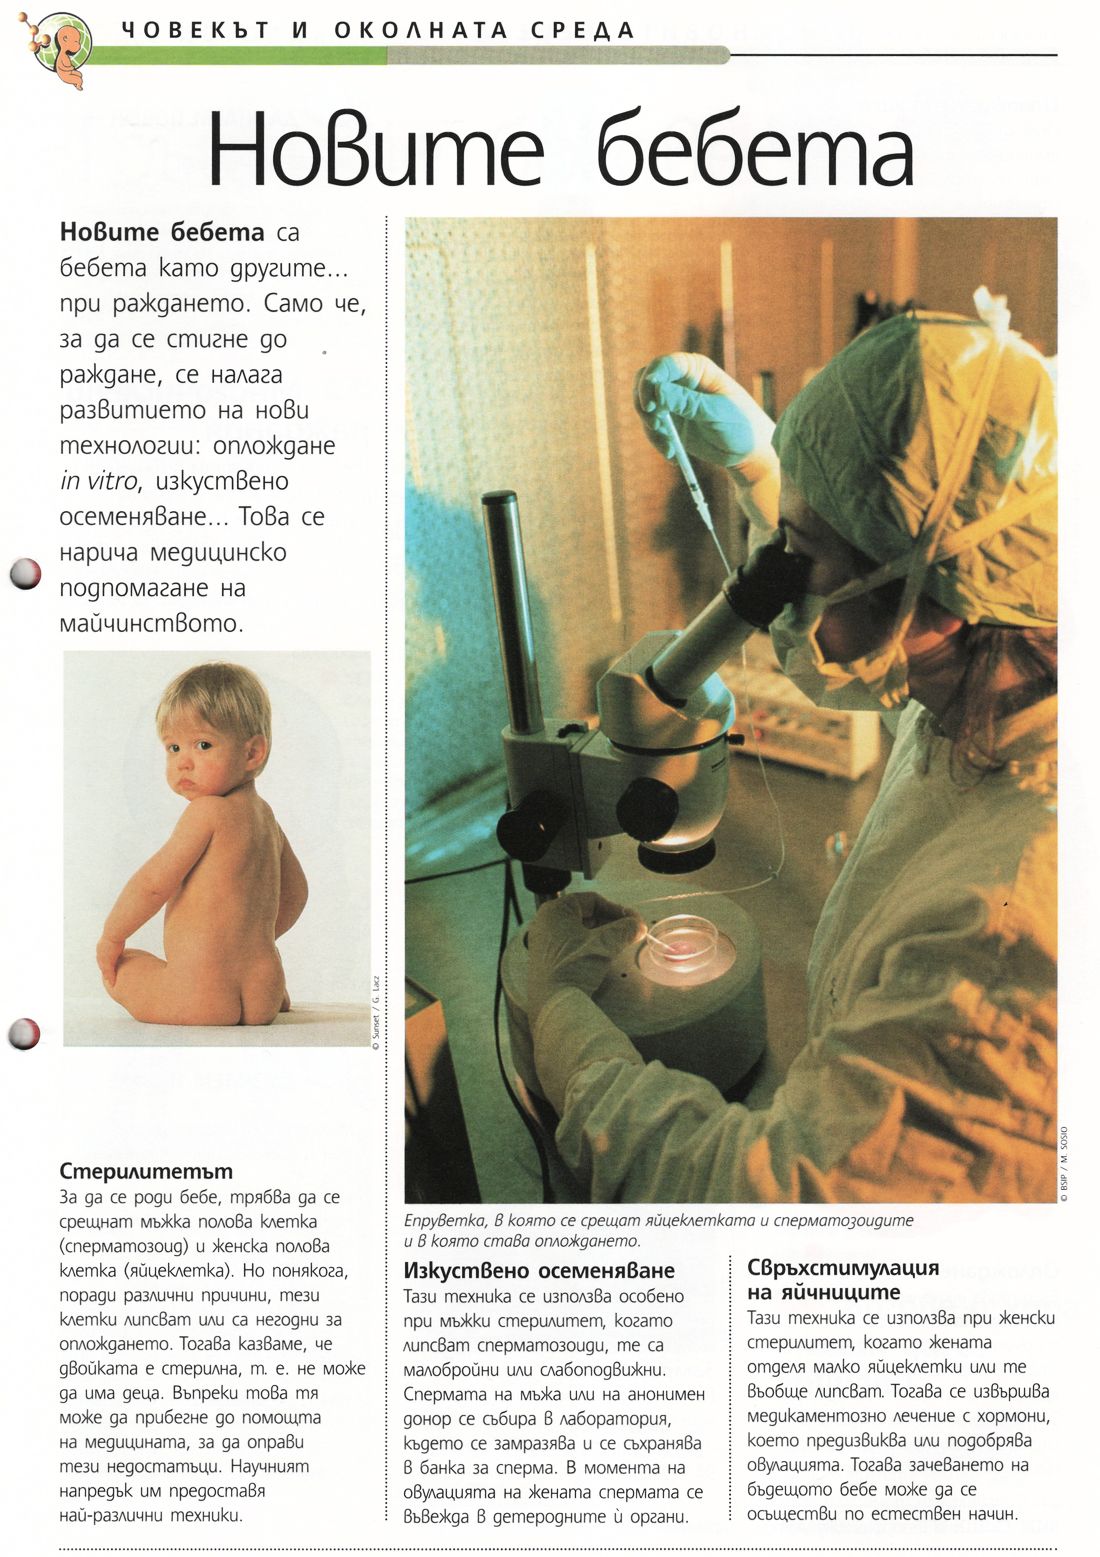 ЧОВЕКЪТ И ОКОЛНАТА СРЕДА
Новите бебета
Новите бебета са
бебета като другите...
при раждането. Само че,
за да се стигне до
раждане, се налага
развитието на нови
технологии: оплождане
in vitro, изкуствено
осеменяване... Това се
нарича медицинско
подпомагане на
майчинството.
© Sunset / G. Lacz
© BSIP / M. SOSIO
Епруветка, в която се срещат яйцеклетката и сперматозоидите
и в която става оплождането.
Стерилитетът
За да се роди бебе, трябва да се
срещнат мъжка полова клетка
(сперматозоид) и женска полова
клетка (яйцеклетка). Но понякога,
поради различни причини, тези
клетки липсват или са негодни за
оплождането. Тогава казваме, че
двойката е стерилна, т. е. не може
да има деца. Въпреки това тя
може да прибегне до помощта
на медицината, за да оправи
тези недостатъци. Научният
напредък им предоставя
най-различни техники.
Изкуствено осеменяване
Тази техника се използва особено
при мъжки стерилитет, когато
липсват сперматозоиди, те са
малобройни или слабоподвижни.
Спермата на мъжа или на анонимен
донор се събира в лаборатория,
където се замразява и се съхранява
в банка за сперма. В момента на
овулацията на жената спермата се
въвежда в детеродните ѝ органи.
Свръхстимулация
на яйчниците
Тази техника се използва при женски
стерилитет, когато жената
отделя малко яйцеклетки или те
въобще липсват. Тогава се извършва
медикаментозно лечение с хормони,
което предизвиква или подобрява
овулацията. Тогава зачеването на
бъдещото бебе може да се
осъществи по естествен начин.